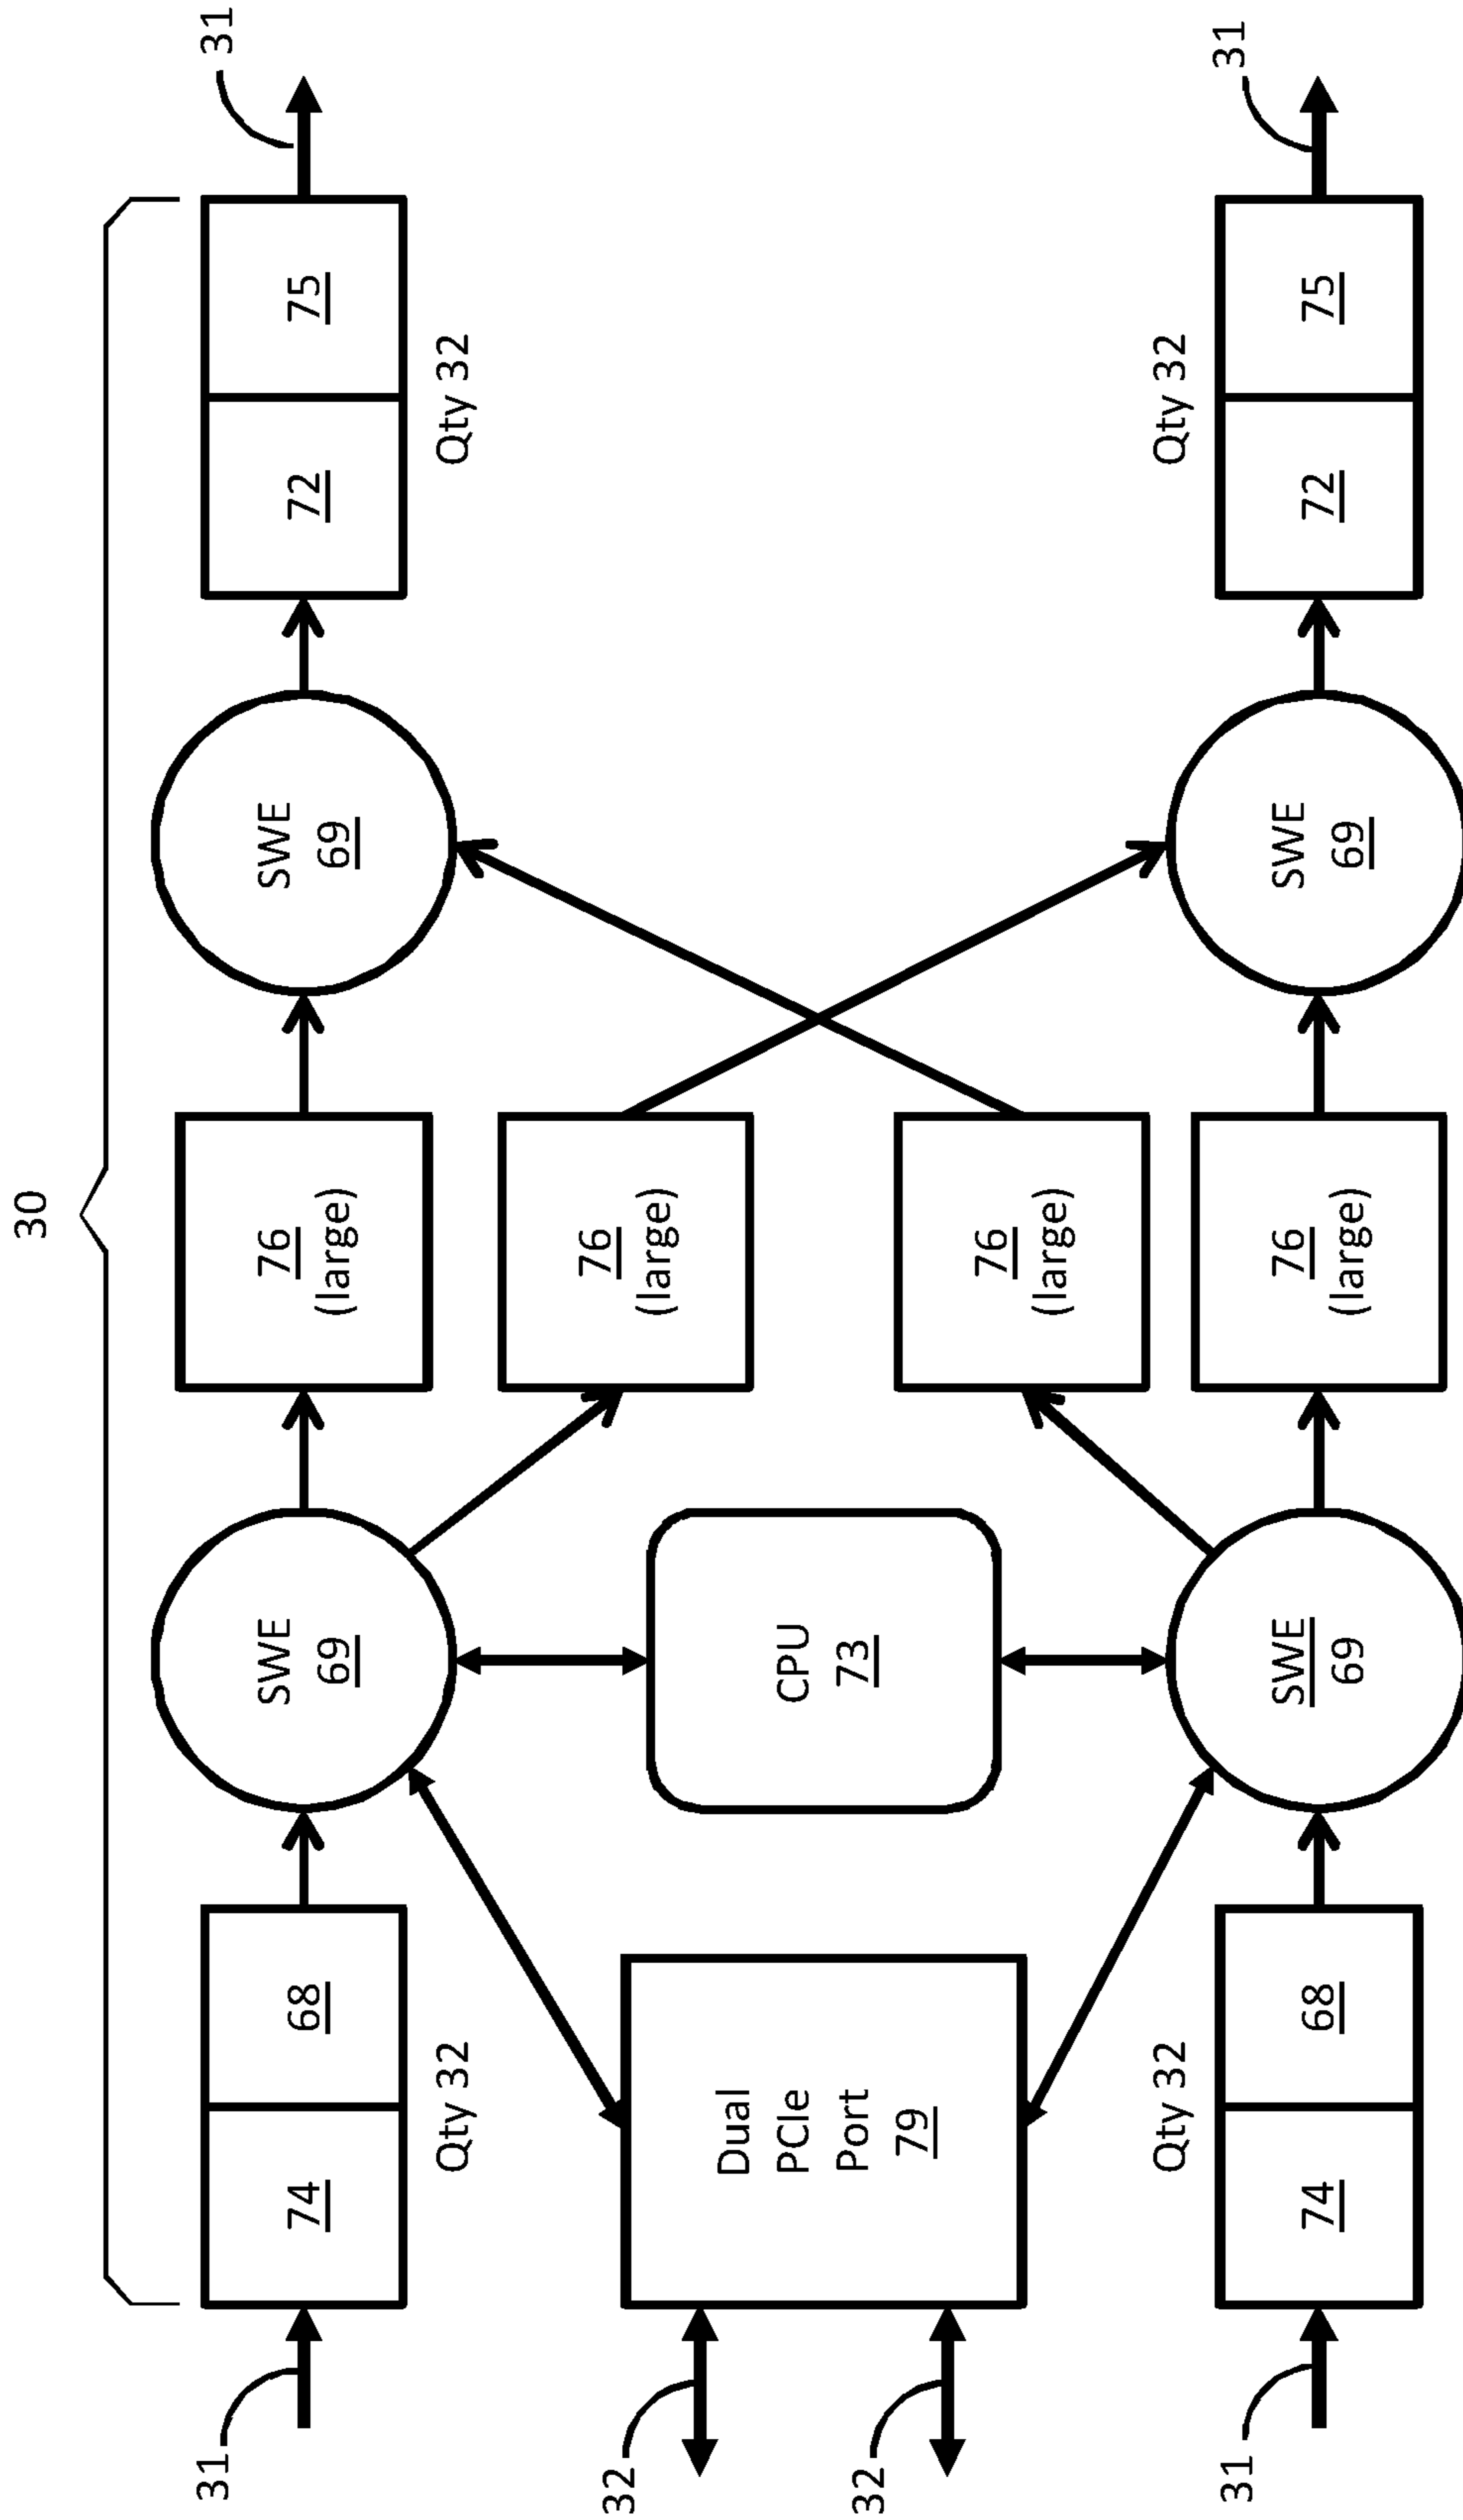 30
31
31
74
68
SWE
69
76
(large)
SWE
69
72
75
Qty 32
Qty 32
32
76
(large)
Dual
PCIe
Port
79
CPU
73
32
76
(large)
Qty 32
Qty 32
31
31
74
68
SWE
69
76
(large)
SWE
69
72
75